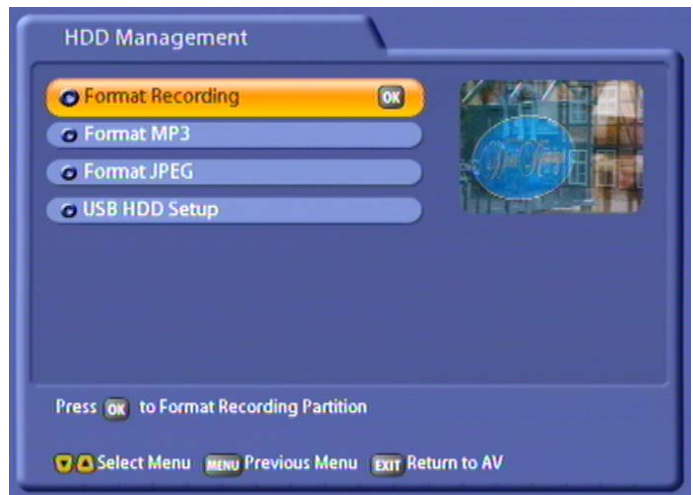 HDD Management
Format Recording OK
Format MP3
Format JPEG
USB HDD Setup
Press OK to Format Recording Partition
Select Menu MENU Previous Menu EXIT Return to AV